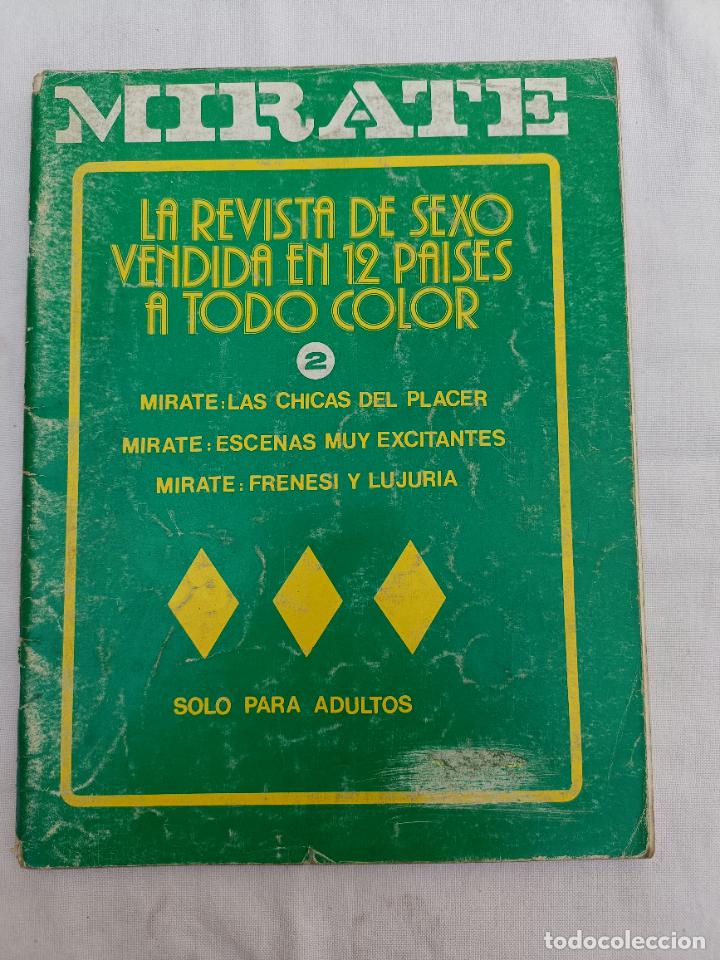 MIRATE
LA REVISTA DE SEXO
VENDIDA EN 12 PAISES
A TODO COLOR
2
MIRATE: LAS CHICAS DEL PLACER
MIRATE: ESCENAS MUY EXCITANTES
MIRATE: FRENESI Y LUJURIA
SOLO PARA ADULTOS
todocoleccion